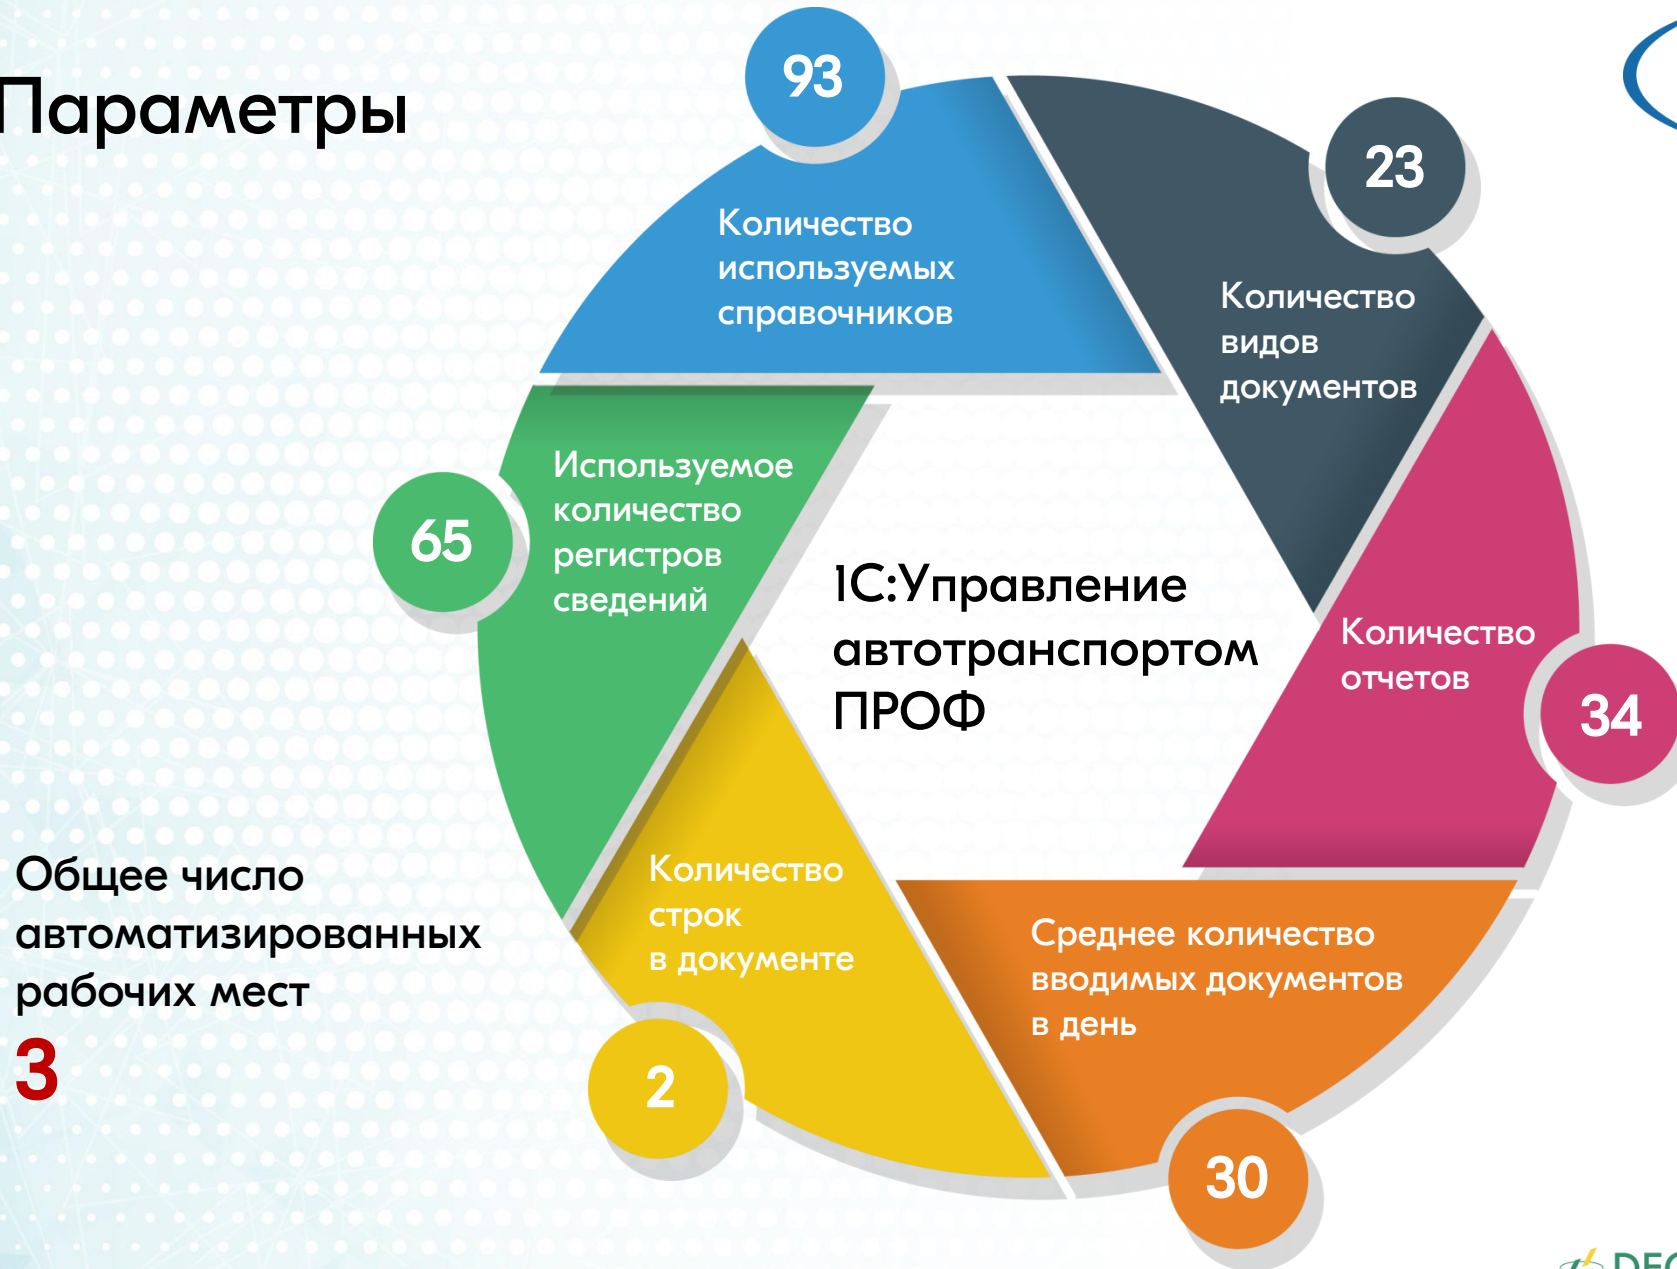 Параметры
93
Количество
используемых
справочников
23
Количество
видов
документов
Количество
отчетов
34
Среднее количество
вводимых документов
в день
30
Количество
строк
в документе
2
Используемое
количество
регистров
сведений
65
1С:Управление
автотранспортом
ПРОФ
Общее число
автоматизированных
рабочих мест
3